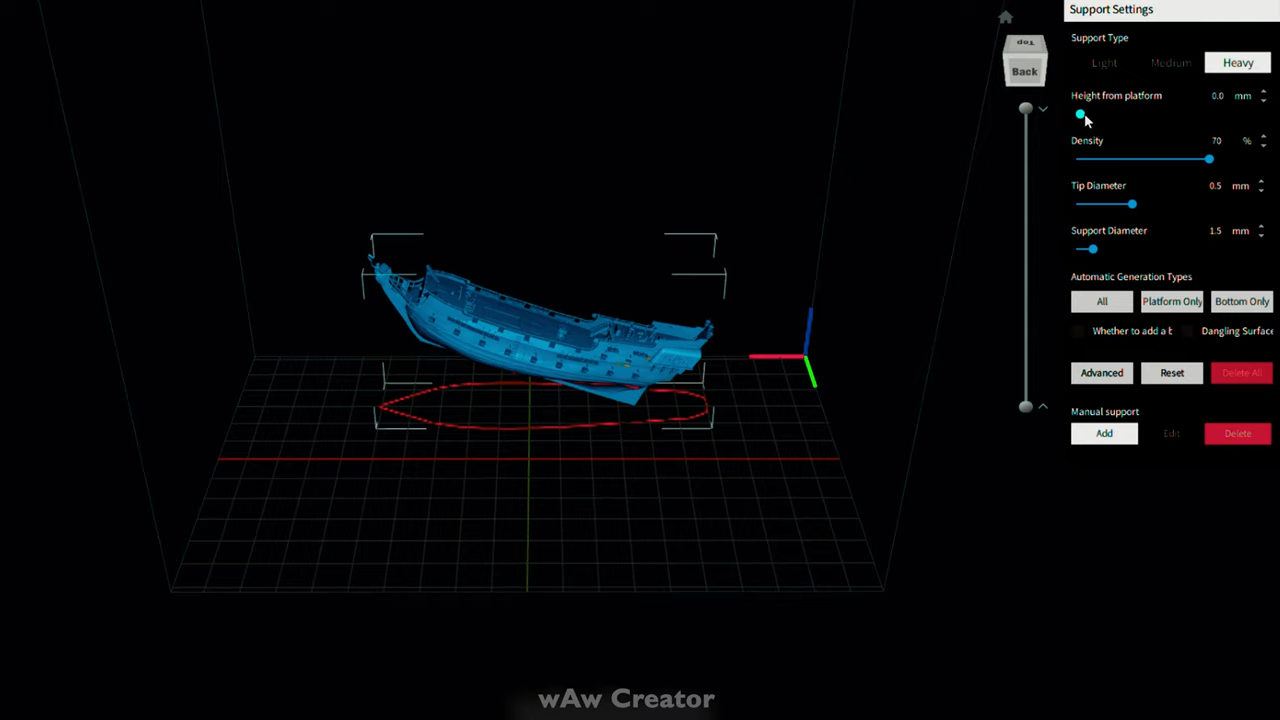 Support Settings
Support Type
Light Medium Heavy
Height from platform 0.0 mm
Density 70 %
Tip Diameter 0.5 mm
Support Diameter 1.5 mm
Automatic Generation Types
All Platform Only Bottom Only
Whether to add a b Dangling Surface
Advanced Reset Delete All
Manual support
Add Edit Delete
Top
Back
wAw Creator